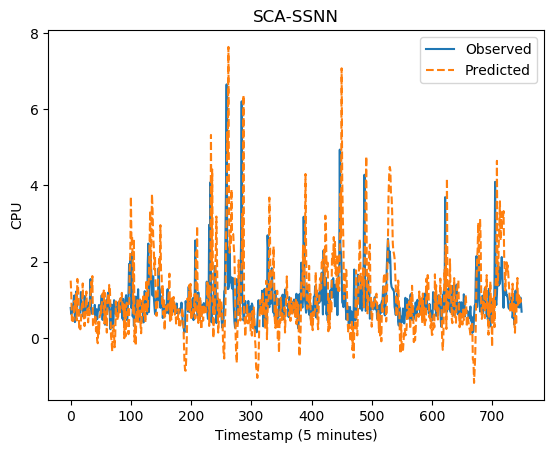 SCA-SSNN
Observed
Predicted
CPU
8
6
4
2
0
0 100 200 300 400 500 600 700
Timestamp (5 minutes)